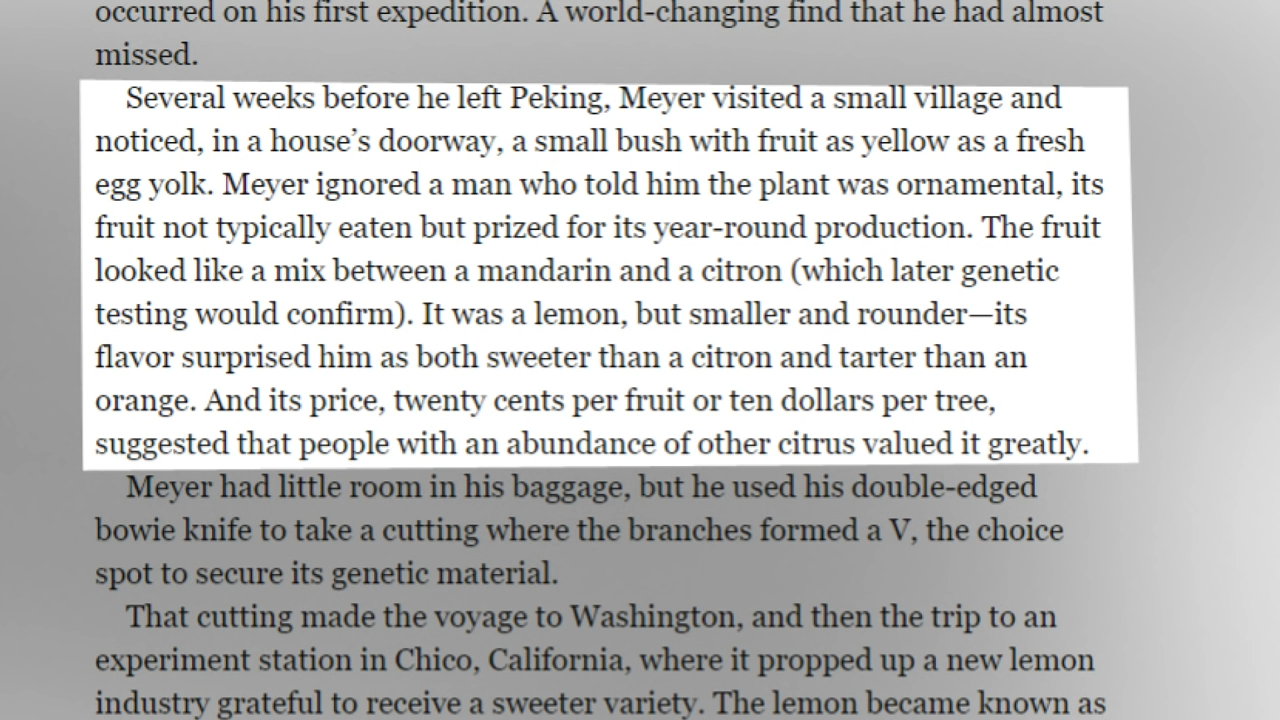 occurred on his first expedition. A world-changing find that he had almost
missed.
Several weeks before he left Peking, Meyer visited a small village and
noticed, in a house’s doorway, a small bush with fruit as yellow as a fresh
egg yolk. Meyer ignored a man who told him the plant was ornamental, its
fruit not typically eaten but prized for its year-round production. The fruit
looked like a mix between a mandarin and a citron (which later genetic
testing would confirm). It was a lemon, but smaller and rounder—its
flavor surprised him as both sweeter than a citron and tarter than an
orange. And its price, twenty cents per fruit or ten dollars per tree,
suggested that people with an abundance of other citrus valued it greatly.
Meyer had little room in his baggage, but he used his double-edged
bowie knife to take a cutting where the branches formed a V, the choice
spot to secure its genetic material.
That cutting made the voyage to Washington, and then the trip to an
experiment station in Chico, California, where it propped up a new lemon
industry grateful to receive a sweeter variety. The lemon became known as